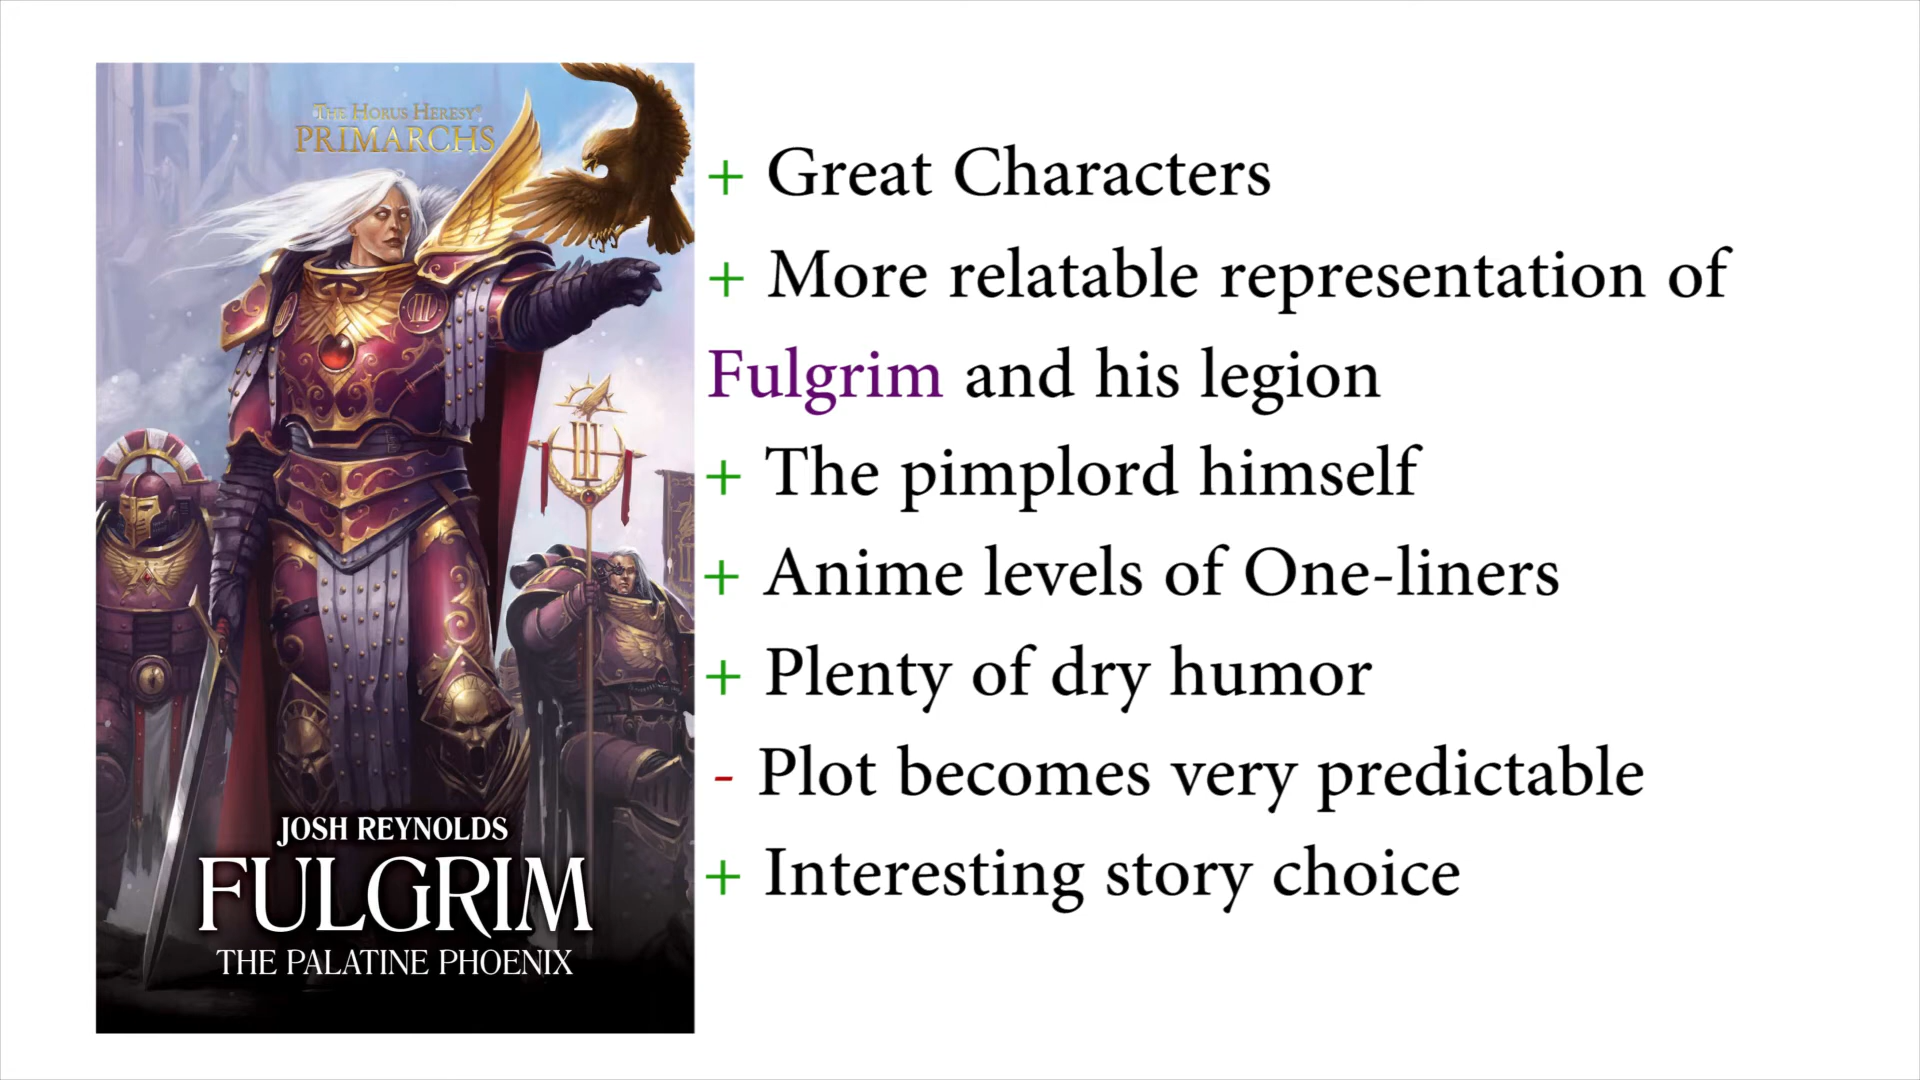 THE HORUS HERESY®
PRIMARCHS
III
III
JOSH REYNOLDS
FULGRIM
THE PALATINE PHOENIX
+ Great Characters
+ More relatable representation of
Fulgrim and his legion
+ The pimplord himself
+ Anime levels of One-liners
+ Plenty of dry humor
- Plot becomes very predictable
+ Interesting story choice